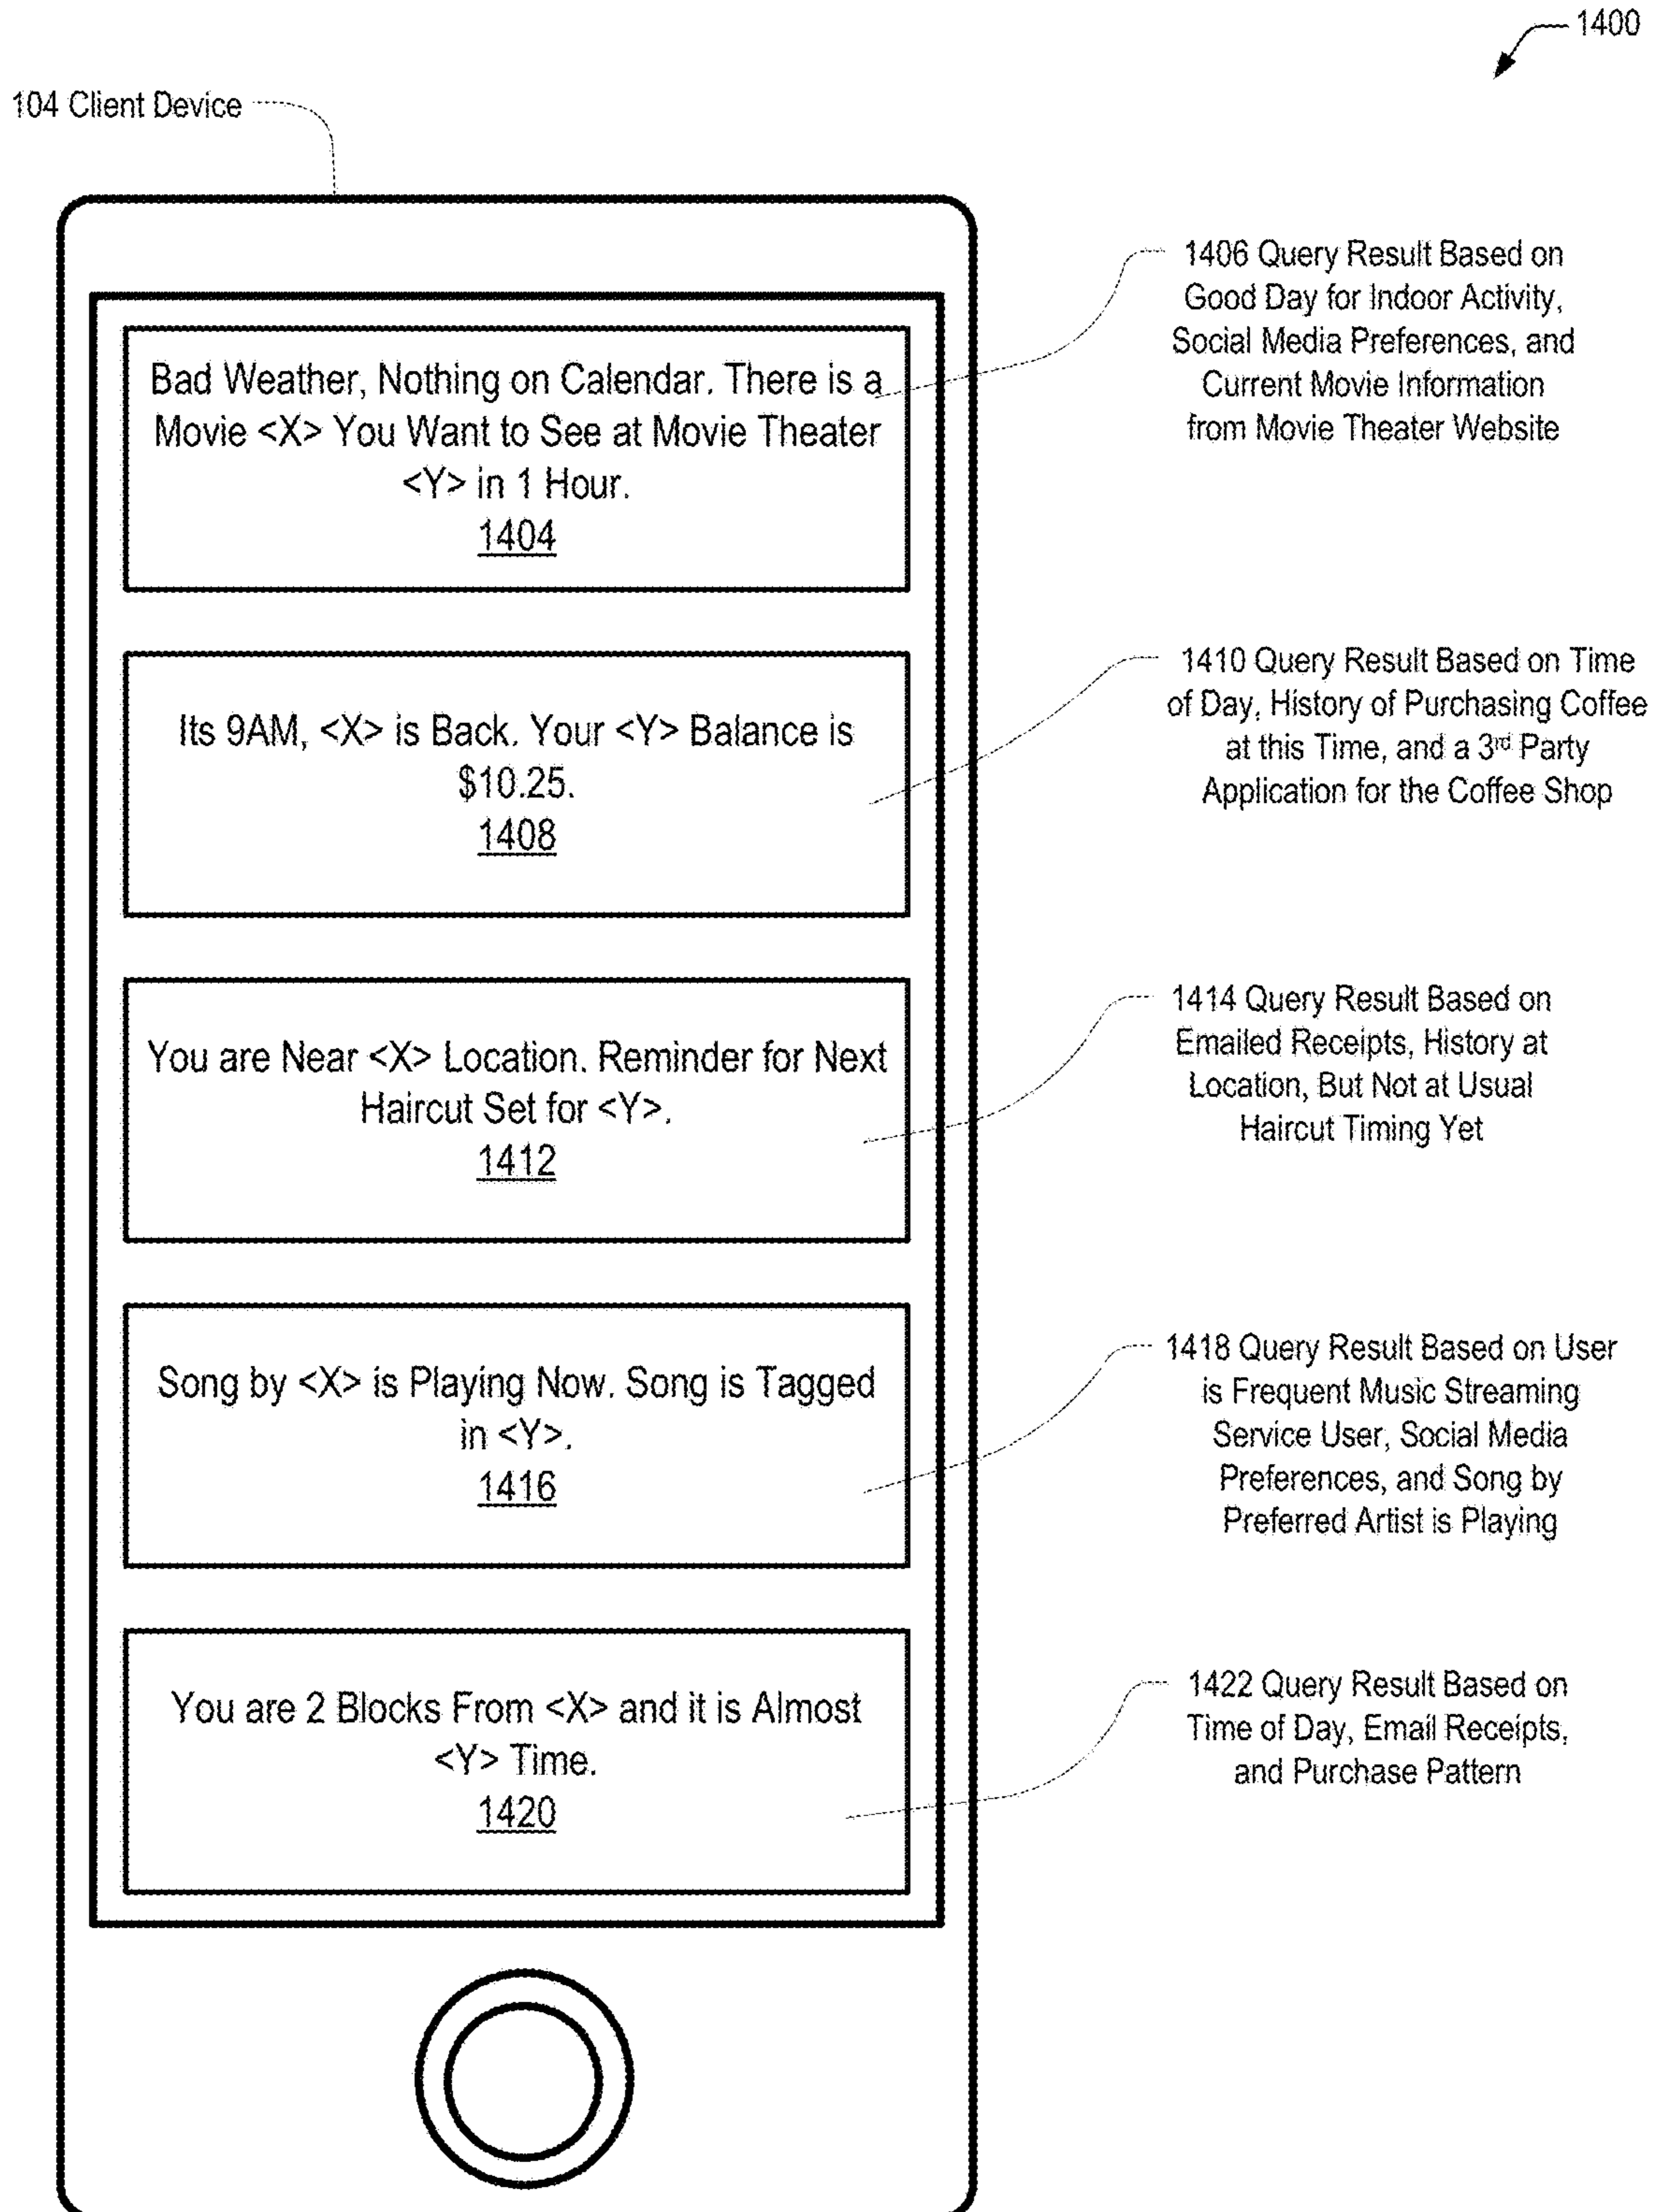 1400
104 Client Device
Bad Weather, Nothing on Calendar. There is a
Movie <X> You Want to See at Movie Theater
<Y> in 1 Hour.
1404
1406 Query Result Based on
Good Day for Indoor Activity,
Social Media Preferences, and
Current Movie Information
from Movie Theater Website
Its 9AM, <X> is Back. Your <Y> Balance is
$10.25.
1408
1410 Query Result Based on Time
of Day, History of Purchasing Coffee
at this Time, and a 3rd Party
Application for the Coffee Shop
You are Near <X> Location. Reminder for Next
Haircut Set for <Y>.
1412
1414 Query Result Based on
Emailed Receipts, History at
Location, But Not at Usual
Haircut Timing Yet
Song by <X> is Playing Now. Song is Tagged
in <Y>.
1416
1418 Query Result Based on User
is Frequent Music Streaming
Service User, Social Media
Preferences, and Song by
Preferred Artist is Playing
You are 2 Blocks From <X> and it is Almost
<Y> Time.
1420
1422 Query Result Based on
Time of Day, Email Receipts,
and Purchase Pattern